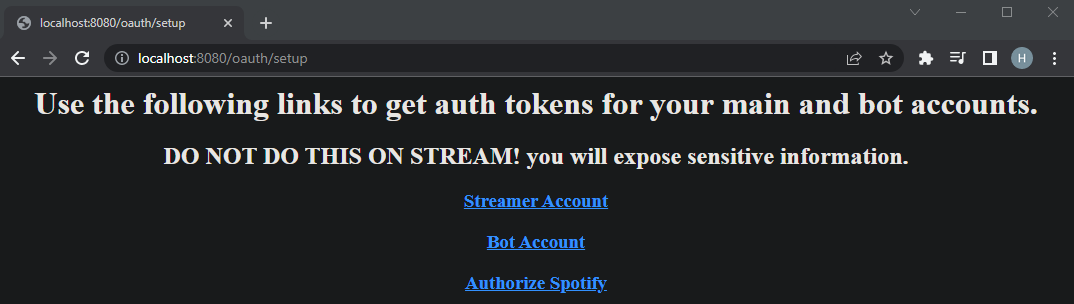 localhost:8080/oauth/setup
localhost:8080/oauth/setup
H
Use the following links to get auth tokens for your main and bot accounts.
DO NOT DO THIS ON STREAM! you will expose sensitive information.
Streamer Account
Bot Account
Authorize Spotify